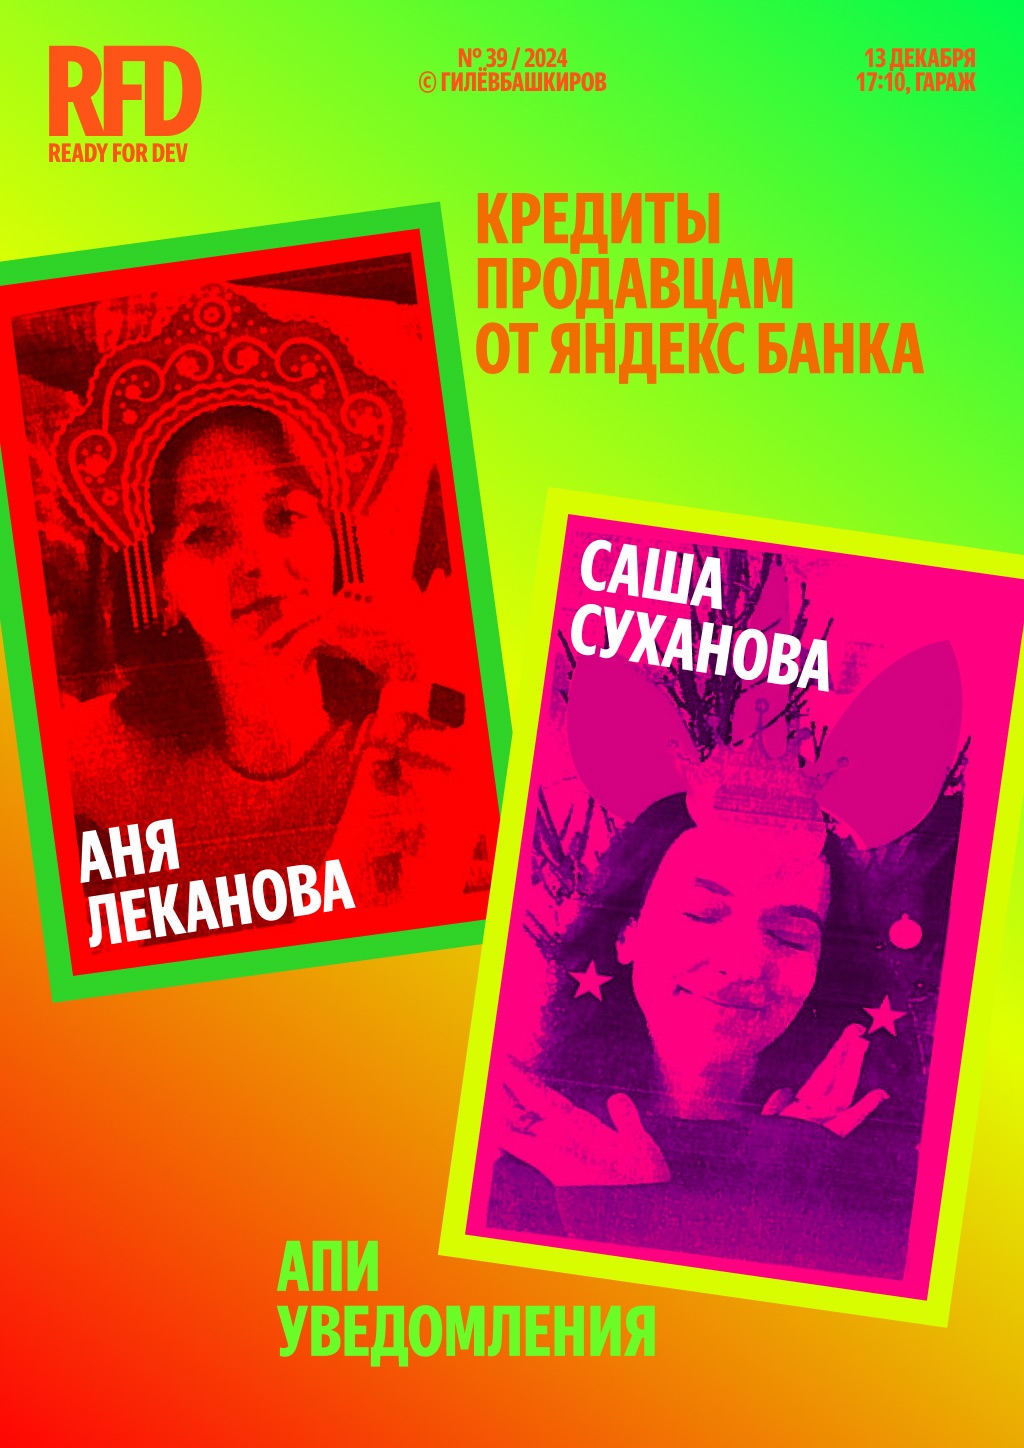 RFD
READY FOR DEV
№ 39 / 2024
© ГИЛЁВБАШКИРОВ
13 ДЕКАБРЯ
17:10, ГАРАЖ
КРЕДИТЫ
ПРОДАВЦАМ
ОТ ЯНДЕКС БАНКА
АНЯ
ЛЕКАНОВА
САША
СУХАНОВА
АПИ
УВЕДОМЛЕНИЯ